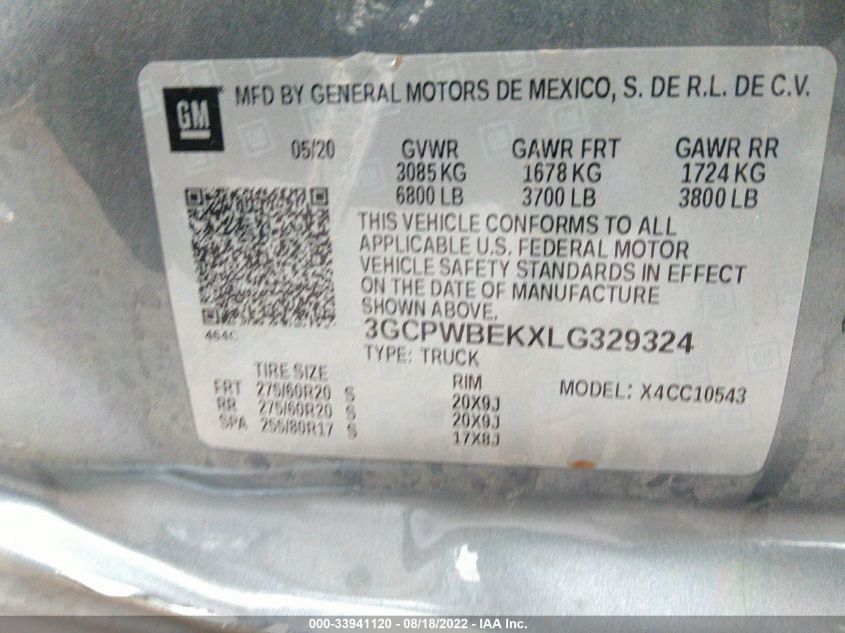 GM ® MFD BY GENERAL MOTORS DE MEXICO, S. DE R.L. DE C.V.
05/20 GVWR GAWR FRT GAWR RR
3085 KG 1678 KG 1724 KG
6800 LB 3700 LB 3800 LB
THIS VEHICLE CONFORMS TO ALL
APPLICABLE U.S. FEDERAL MOTOR
VEHICLE SAFETY STANDARDS IN EFFECT
ON THE DATE OF MANUFACTURE
SHOWN ABOVE.
464C
3GCPWBEKXLG329324
TYPE: TRUCK
TIRE SIZE RIM MODEL: X4CC10543
FRT 275/60R20 S 20X9J
RR 275/60R20 S 20X9J
SPA 255/80R17 S 17X8J
000-33941120 - 08/18/2022 - IAA Inc.